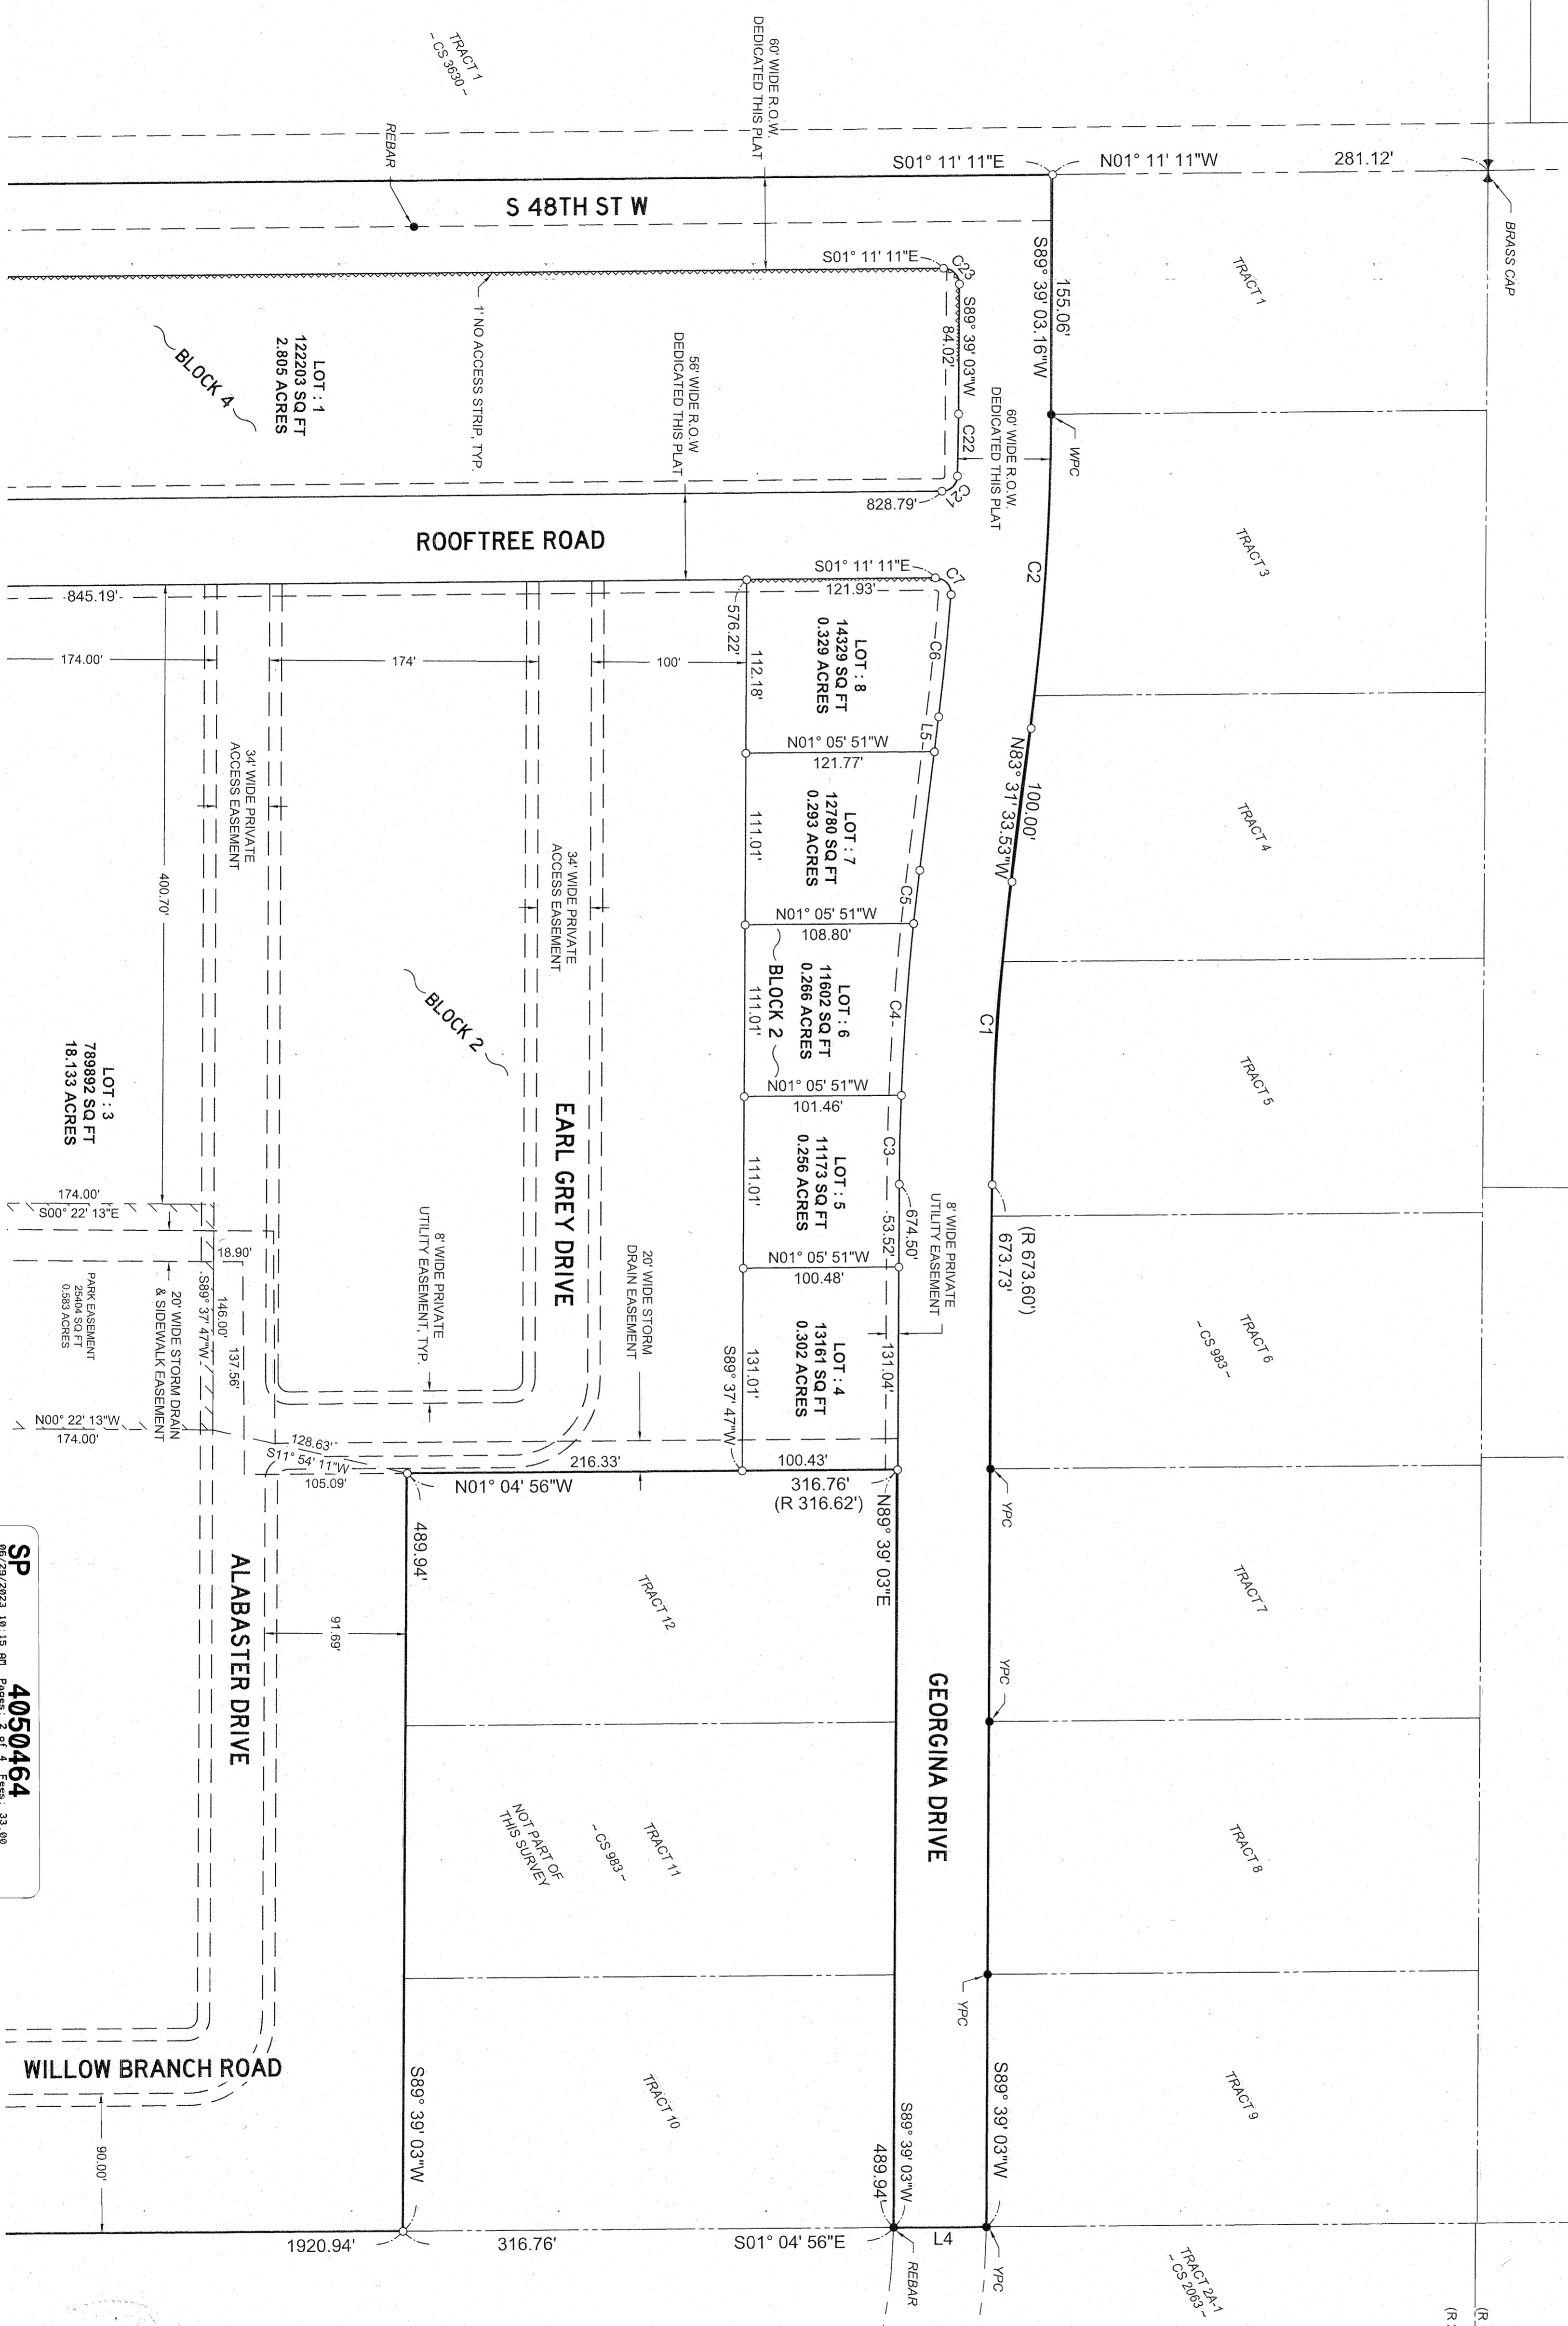 TRACT 1
~ CS 3630 ~
REBAR
60' WIDE R.O.W.
DEDICATED THIS PLAT
S01° 11' 11"E
N01° 11' 11"W
281.12'
BRASS CAP
S 48TH ST W
S01° 11' 11"E
C23
S89° 39' 03"W
84.02'
C22
155.06'
S89° 39' 03.16"W
TRACT 1
1' NO ACCESS STRIP, TYP.
LOT : 1
122203 SQ FT
2.805 ACRES
BLOCK 4
56' WIDE R.O.W
DEDICATED THIS PLAT
60' WIDE R.O.W.
DEDICATED THIS PLAT
WPC
828.79'
ROOFTREE ROAD
TRACT 3
C2
S01° 11' 11"E
121.93'
C7
845.19'
576.22'
174.00'
174'
100'
112.18'
LOT : 8
14329 SQ FT
0.329 ACRES
C6
L5
N01° 05' 51"W
121.77'
34' WIDE PRIVATE
ACCESS EASEMENT
400.70'
34' WIDE PRIVATE
ACCESS EASEMENT
111.01'
LOT : 7
12780 SQ FT
0.293 ACRES
C5
100.00'
N83° 31' 33.53"W
TRACT 4
N01° 05' 51"W
108.80'
BLOCK 2
BLOCK 2
111.01'
LOT : 6
11602 SQ FT
0.266 ACRES
C4
C1
TRACT 5
N01° 05' 51"W
101.46'
LOT : 3
789892 SQ FT
18.133 ACRES
EARL GREY DRIVE
111.01'
LOT : 5
11173 SQ FT
0.256 ACRES
C3
53.52'
674.50'
8' WIDE PRIVATE
UTILITY EASEMENT
(R 673.60')
673.73'
174.00'
S00° 22' 13"E
18.90'
8' WIDE PRIVATE
UTILITY EASEMENT, TYP.
20' WIDE STORM
DRAIN EASEMENT
N01° 05' 51"W
100.48'
PARK EASEMENT
25404 SQ FT
0.583 ACRES
20' WIDE STORM DRAIN
& SIDEWALK EASEMENT
S89° 37' 47"W
146.00'
137.56'
131.01'
S89° 37' 47"W
LOT : 4
13161 SQ FT
0.302 ACRES
131.04'
TRACT 6
~ CS 983 ~
N00° 22' 13"W
174.00'
128.63'
S11° 54' 11"W
105.09'
216.33'
N01° 04' 56"W
100.43'
316.76'
(R 316.62')
N89° 39' 03"E
YPC
489.94'
SP
4050464
06/29/2023 10:15 AM Pages: 2 of 4 Fees: 33.00
ALABASTER DRIVE
91.69'
TRACT 12
TRACT 7
YPC
GEORGINA DRIVE
NOT PART OF
THIS SURVEY
~ CS 983 ~
TRACT 11
TRACT 8
YPC
WILLOW BRANCH ROAD
90.00'
S89° 39' 03"W
TRACT 10
S89° 39' 03"W
489.94'
S89° 39' 03"W
TRACT 9
1920.94'
316.76'
S01° 04' 56"E
L4
REBAR
YPC
TRACT 2A-1
~ CS 2063 ~
(R
(R